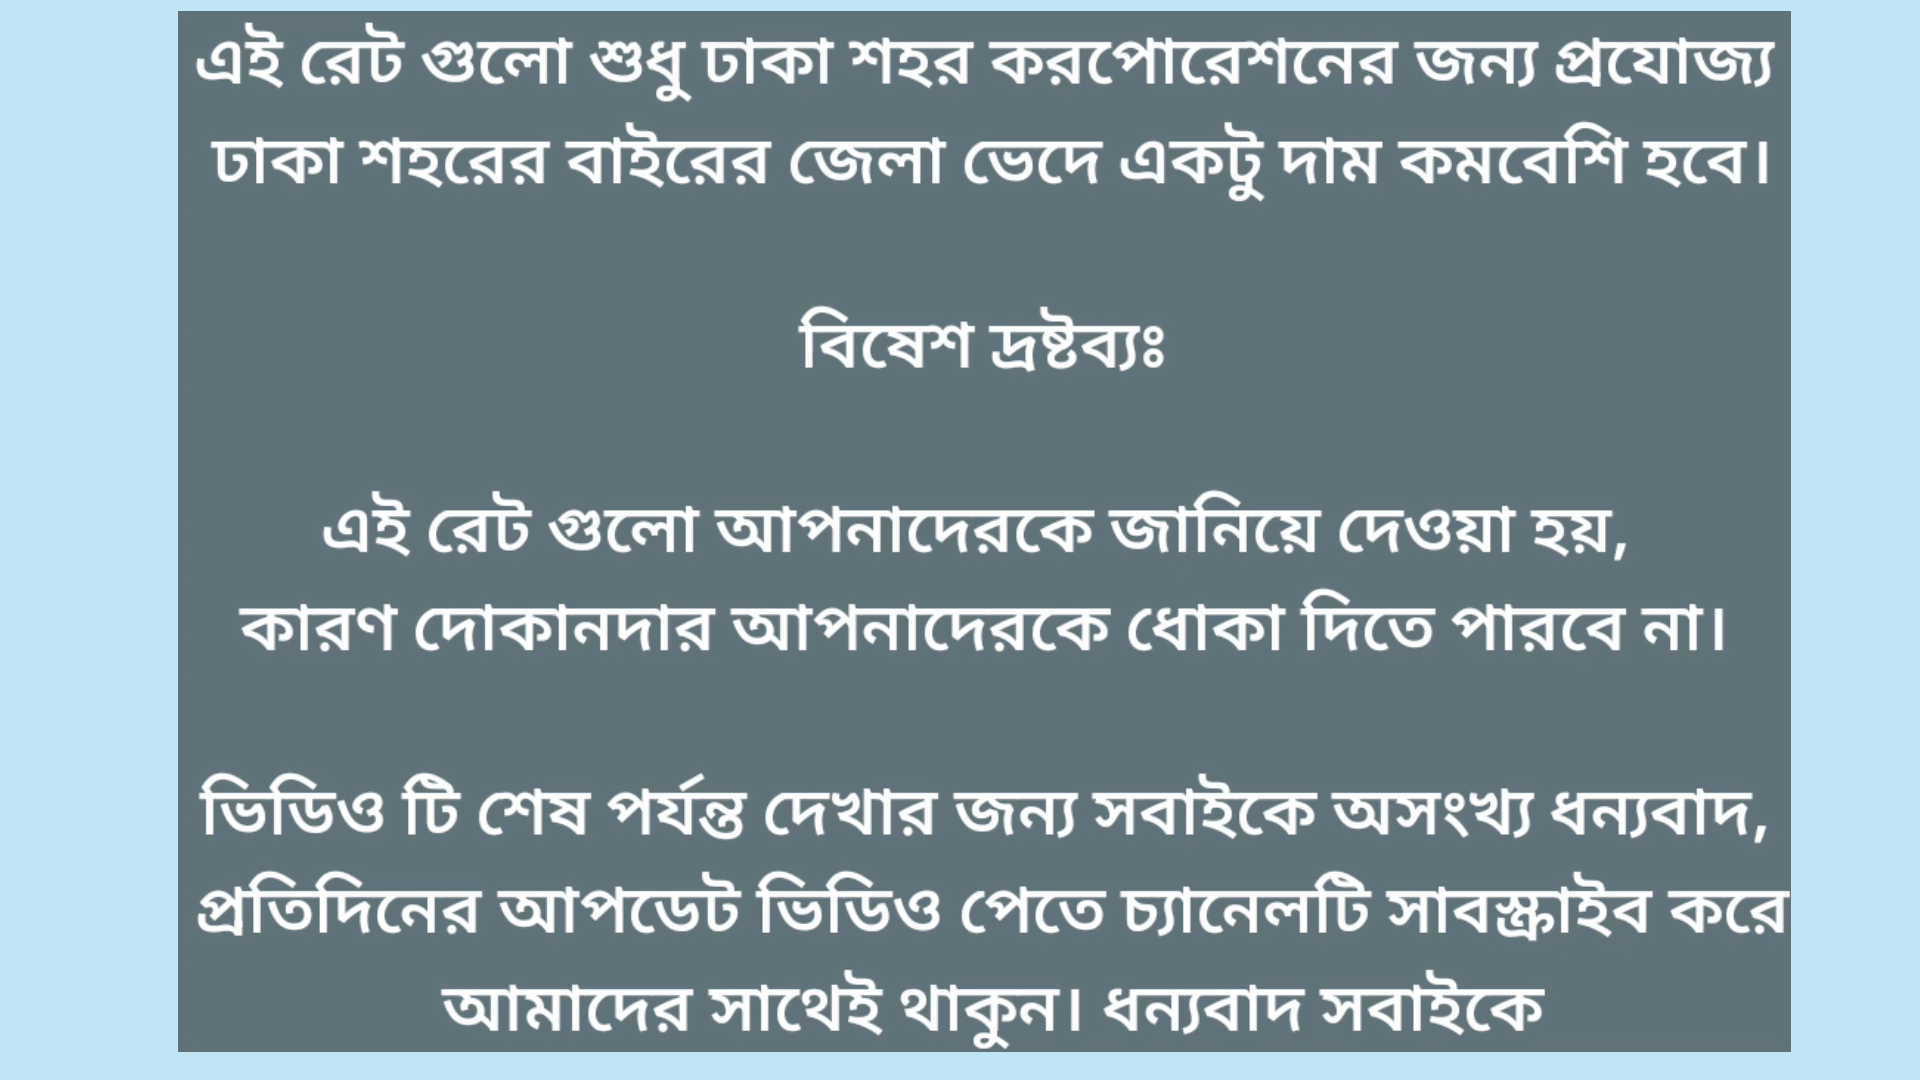 এই রেট গুলো শুধু ঢাকা শহর করপোরেশনের জন্য প্রযোজ্য
ঢাকা শহরের বাইরের জেলা ভেদে একটু দাম কমবেশি হবে।
বিষেশ দ্রষ্টব্যঃ
এই রেট গুলো আপনাদেরকে জানিয়ে দেওয়া হয়,
কারণ দোকানদার আপনাদেরকে ধোকা দিতে পারবে না।
ভিডিও টি শেষ পর্যন্ত দেখার জন্য সবাইকে অসংখ্য ধন্যবাদ,
প্রতিদিনের আপডেট ভিডিও পেতে চ্যানেলটি সাবস্ক্রাইব করে
আমাদের সাথেই থাকুন। ধন্যবাদ সবাইকে